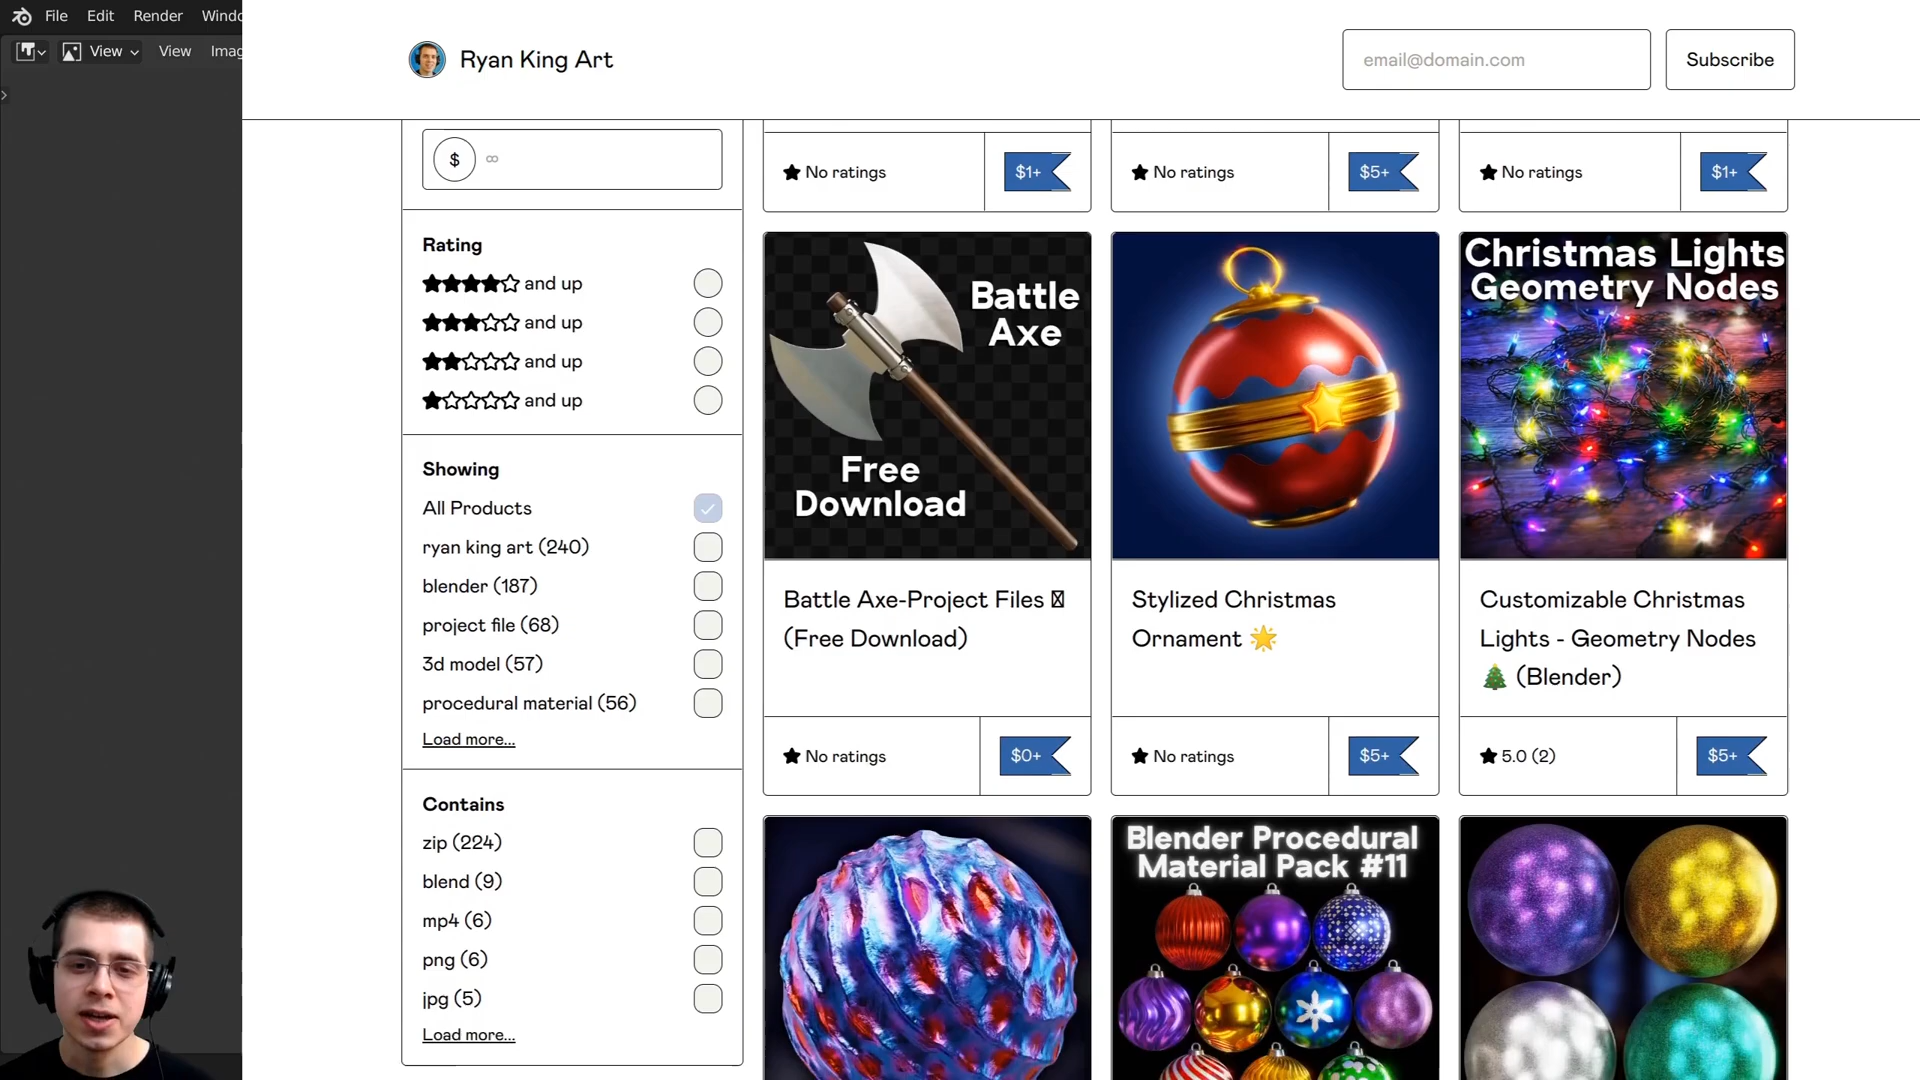 File Edit Render
View View
Ryan King Art
email@domain.com
Subscribe
$ ∞
No ratings
$1+
No ratings
$5+
No ratings
$1+
Rating
and up
and up
and up
and up
Showing
All Products
ryan king art (240)
blender (187)
project file (68)
3d model (57)
procedural material (56)
Load more...
Contains
zip (224)
blend (9)
mp4 (6)
png (6)
jpg (5)
Load more...
Battle
Axe
Free
Download
Battle Axe-Project Files
(Free Download)
No ratings
$0+
Stylized Christmas
Ornament 🌟
No ratings
$5+
Christmas Lights
Geometry Nodes
Customizable Christmas
Lights - Geometry Nodes
🎄 (Blender)
5.0 (2)
$5+
Blender Procedural
Material Pack #11